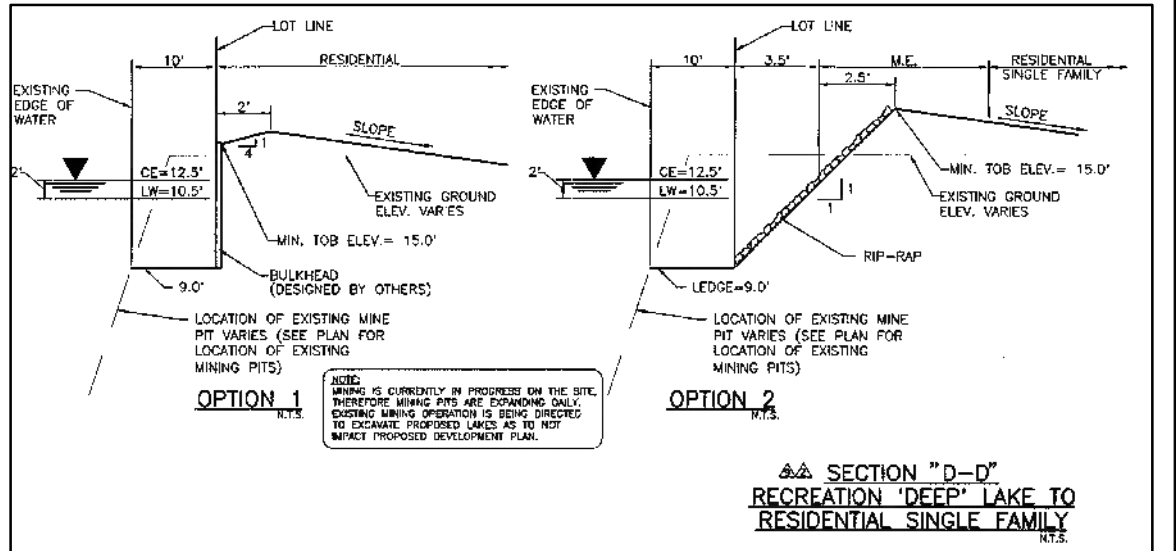 LOT LINE
10'
RESIDENTIAL
EXISTING
EDGE OF
WATER
2'
SLOPE
1
4
2'
CE=12.5'
LW=10.5'
EXISTING GROUND
ELEV. VARIES
MIN. TOB ELEV.= 15.0'
9.0'
BULKHEAD
(DESIGNED BY OTHERS)
LOCATION OF EXISTING MINE
PIT VARIES (SEE PLAN FOR
LOCATION OF EXISTING
MINING PITS)
OPTION 1
N.T.S.
NOTE:
MINING IS CURRENTLY IN PROGRESS ON THE SITE,
THEREFORE MINING PITS ARE EXPANDING DAILY.
EXISTING MINING OPERATION IS BEING DIRECTED
TO EXCAVATE PROPOSED LAKES AS TO NOT
IMPACT PROPOSED DEVELOPMENT PLAN.
LOT LINE
10'
3.5'
M.E.
RESIDENTIAL
SINGLE FAMILY
2.5'
EXISTING
EDGE OF
WATER
SLOPE
2'
CE=12.5'
LW=10.5'
MIN. TOB ELEV.= 15.0'
1
1
EXISTING GROUND
ELEV. VARIES
RIP-RAP
LEDGE=9.0'
LOCATION OF EXISTING MINE
PIT VARIES (SEE PLAN FOR
LOCATION OF EXISTING
MINING PITS)
OPTION 2
N.T.S.
SECTION "D-D"
RECREATION 'DEEP' LAKE TO
RESIDENTIAL SINGLE FAMILY
N.T.S.